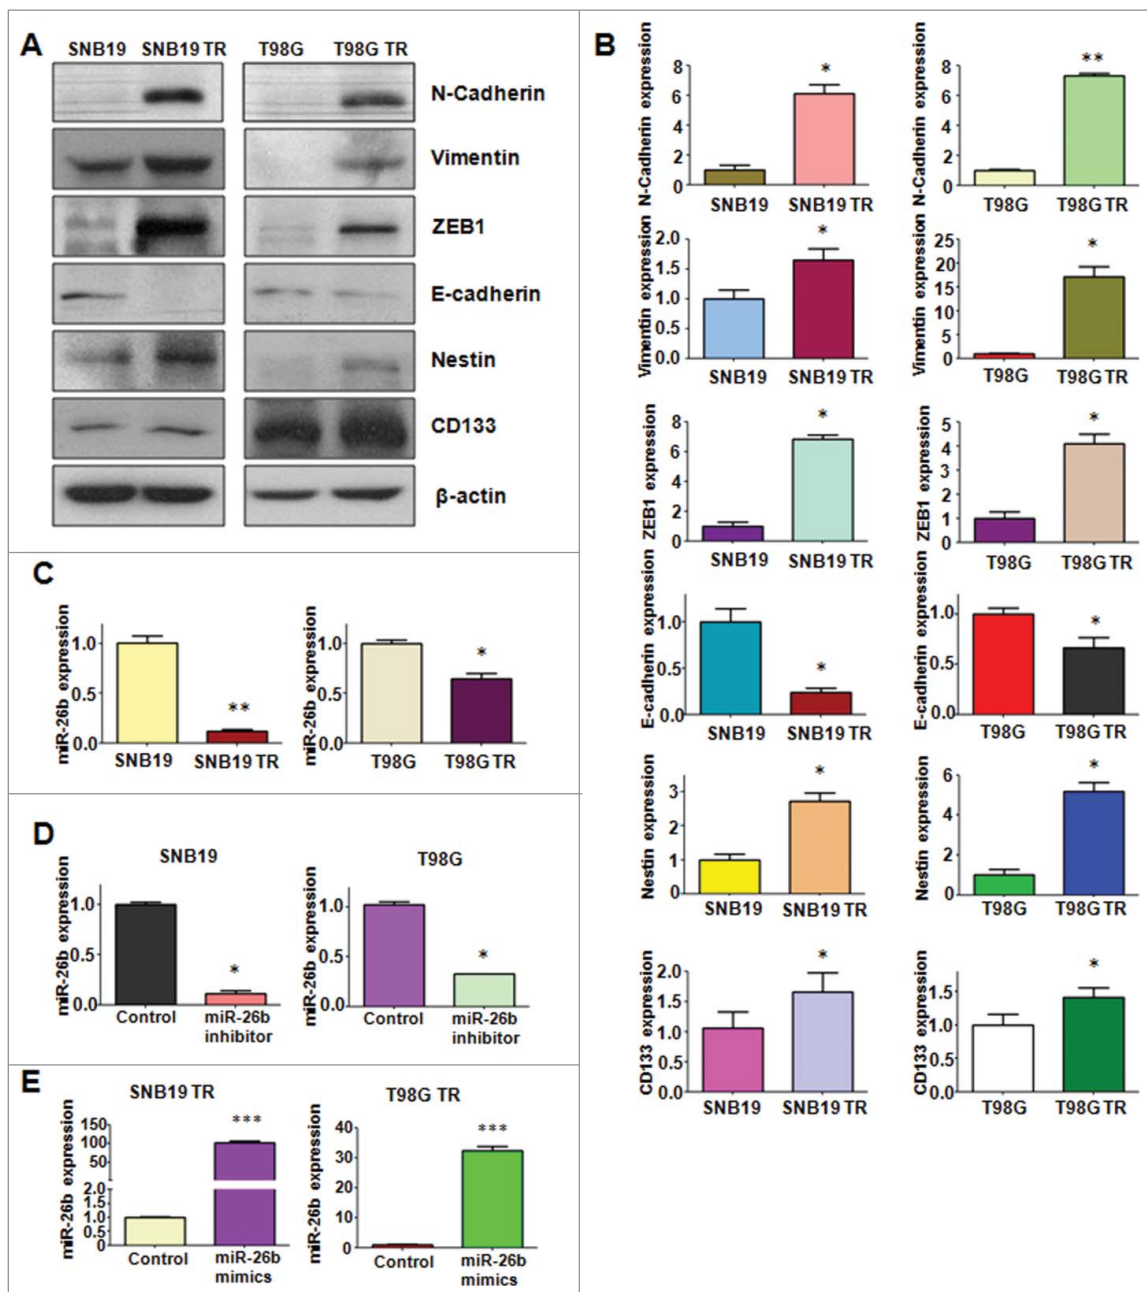 A
SNB19 SNB19 TR T98G T98G TR
N-Cadherin
Vimentin
ZEB1
E-cadherin
Nestin
CD133
β-actin
B
N-Cadherin expression
8
6
4
2
0
*
SNB19 SNB19 TR
N-Cadherin expression
8
6
4
2
0
**
T98G T98G TR
Vimentin expression
2.0
1.5
1.0
0.5
0.0
*
SNB19 SNB19 TR
Vimentin expression
25
20
15
10
5
0
*
T98G T98G TR
ZEB1 expression
8
6
4
2
0
*
SNB19 SNB19 TR
ZEB1 expression
5
4
3
2
1
0
*
T98G T98G TR
E-cadherin expression
1.0
0.5
0.0
*
SNB19 SNB19 TR
E-cadherin expression
1.0
0.5
0.0
*
T98G T98G TR
Nestin expression
3
2
1
0
*
SNB19 SNB19 TR
Nestin expression
6
4
2
0
*
T98G T98G TR
CD133 expression
2.0
1.5
1.0
0.5
0.0
*
SNB19 SNB19 TR
CD133 expression
1.5
1.0
0.5
0.0
*
T98G T98G TR
C
miR-26b expression
1.0
0.5
0.0
**
SNB19 SNB19 TR
miR-26b expression
1.0
0.5
0.0
*
T98G T98G TR
D
SNB19
miR-26b expression
1.0
0.5
0.0
*
Control miR-26b
inhibitor
T98G
miR-26b expression
1.0
0.5
0.0
*
Control miR-26b
inhibitor
E
SNB19 TR
miR-26b expression
150
100
50
2.0
1.5
1.0
0.5
0
***
Control miR-26b
mimics
T98G TR
miR-26b expression
40
30
20
10
0
***
Control miR-26b
mimics